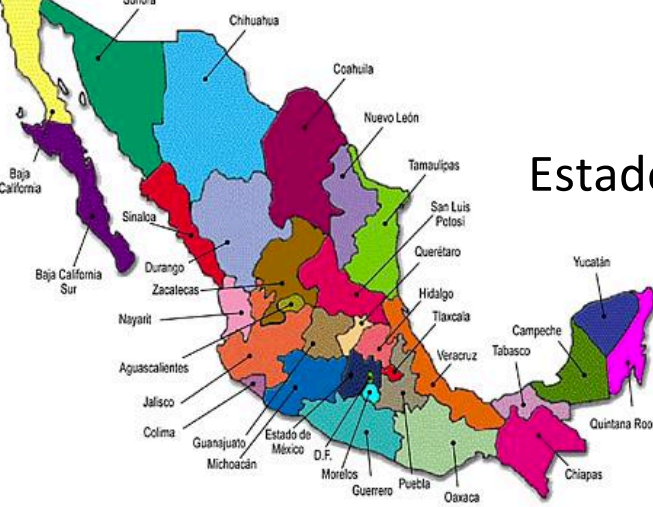 Sonora
Chihuahua
Coahuila
Nuevo León
Tamaulipas
San Luis
Potosi
Querétaro
Hidalgo
Tlaxcala
Veracruz
Yucatán
Campeche
Tabasco
Quintana Roo
Chiapas
Oaxaca
Puebla
Guerrero
Morelos
D.F.
Estado de
México
Michoacán
Guanajuato
Colima
Jalisco
Aguascalientes
Nayarit
Zacatecas
Durango
Sinaloa
Baja California
Sur
Baja
California
Estado